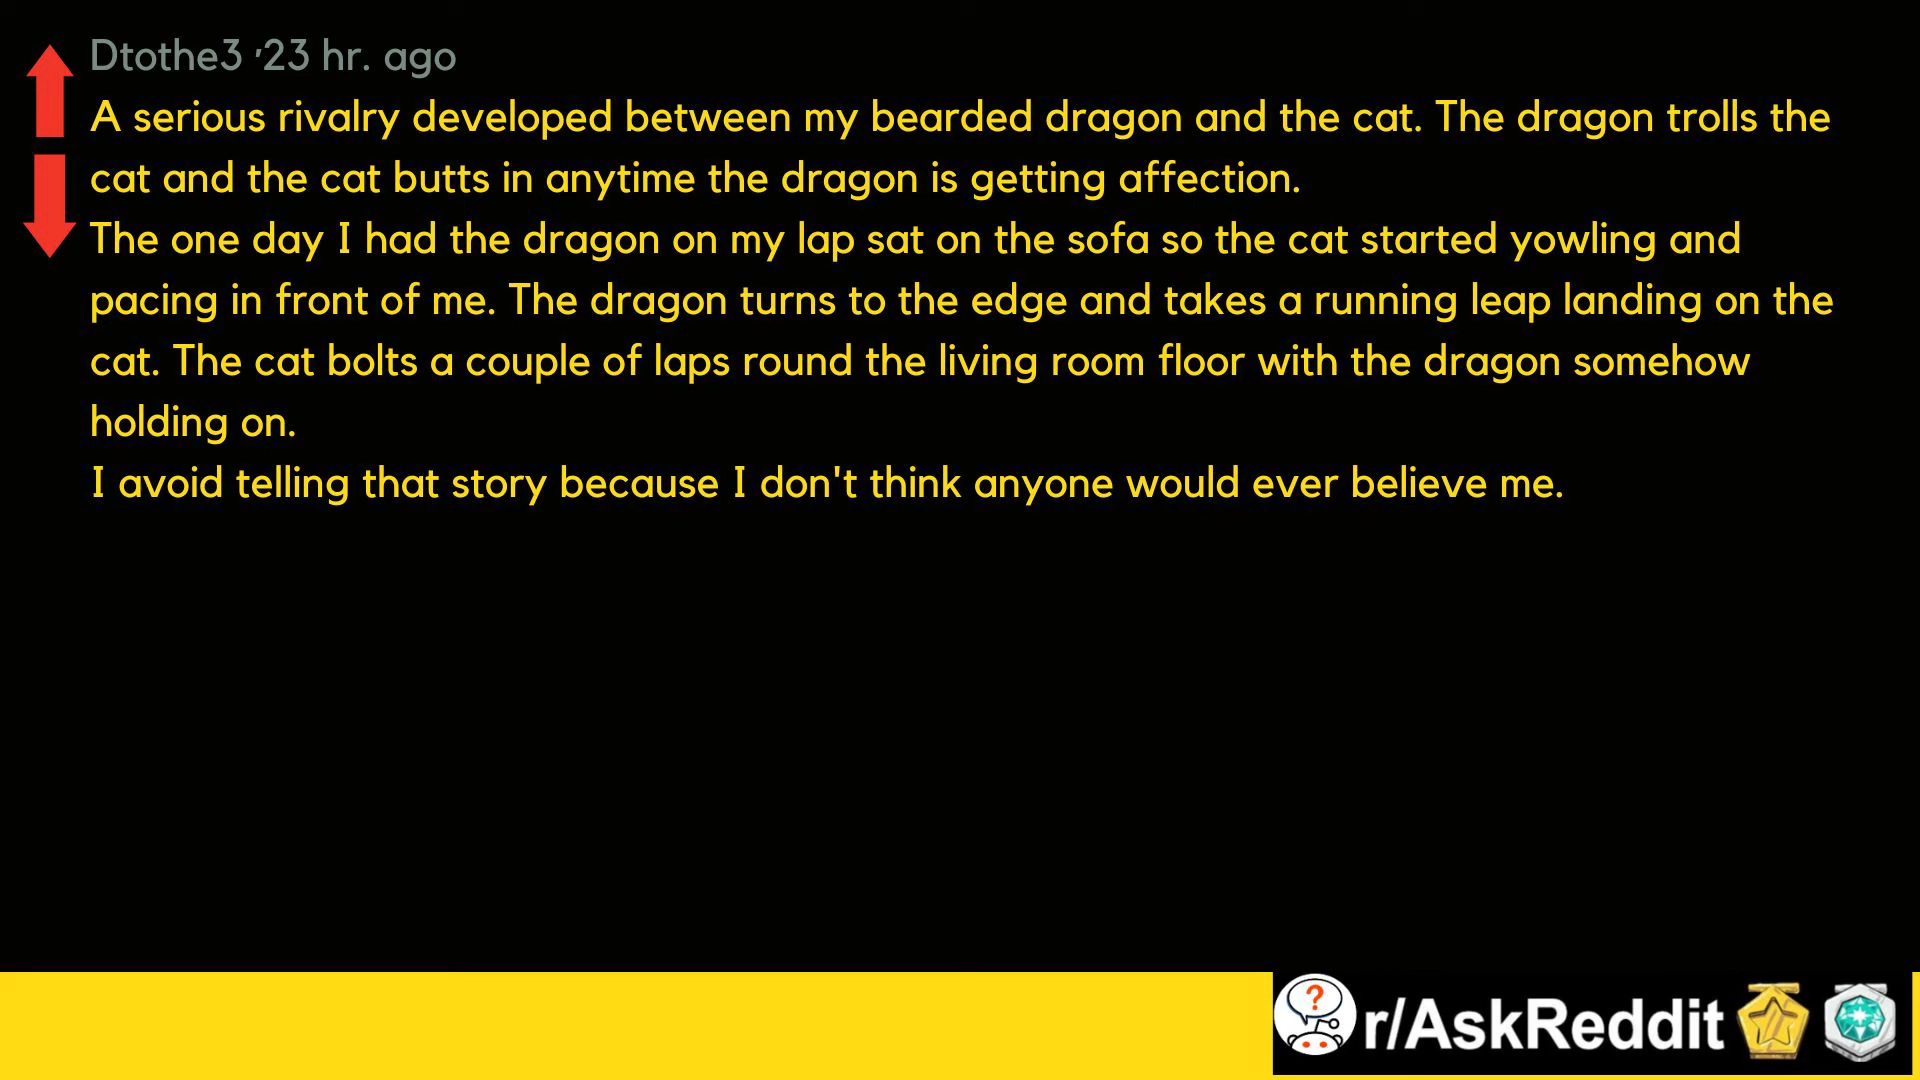 Dtothe3 ·23 hr. ago
A serious rivalry developed between my bearded dragon and the cat. The dragon trolls the
cat and the cat butts in anytime the dragon is getting affection.
The one day I had the dragon on my lap sat on the sofa so the cat started yowling and
pacing in front of me. The dragon turns to the edge and takes a running leap landing on the
cat. The cat bolts a couple of laps round the living room floor with the dragon somehow
holding on.
I avoid telling that story because I don't think anyone would ever believe me.
?
r/AskReddit